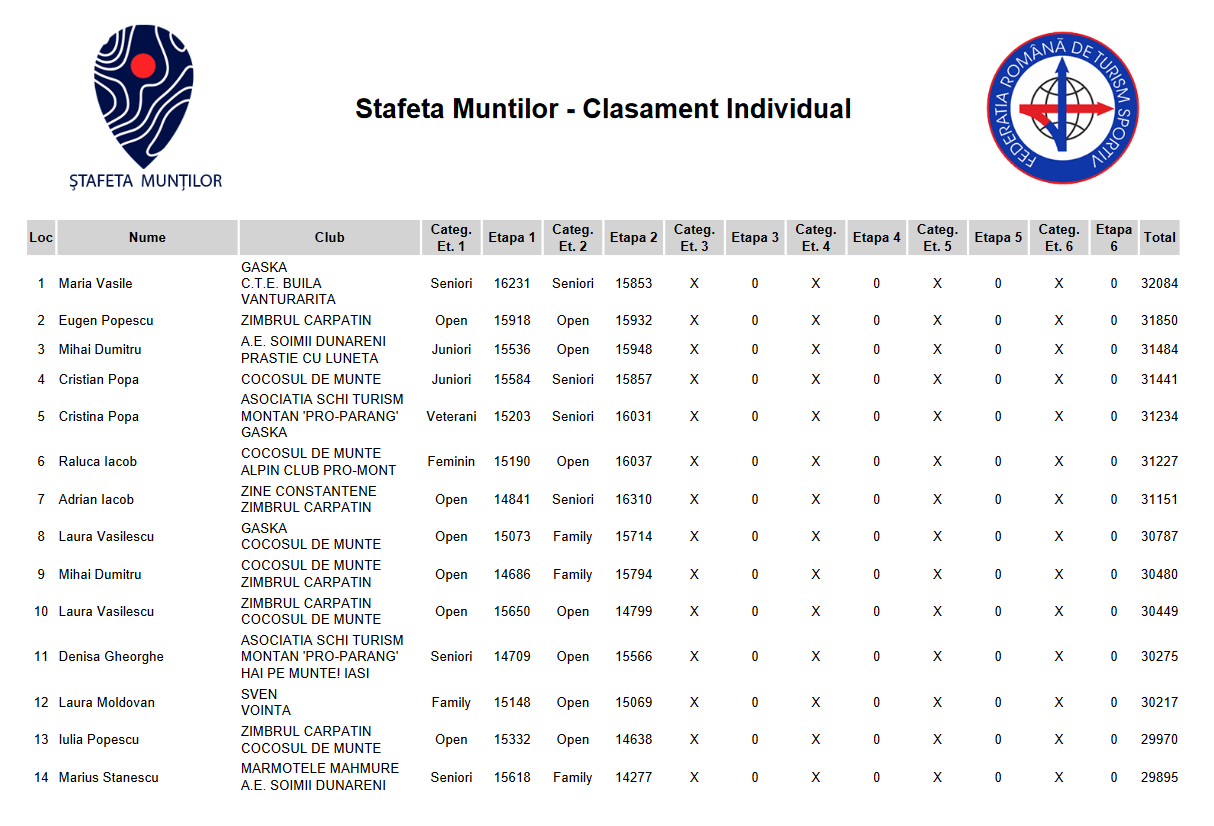 ȘTAFETA MUNȚILOR
Stafeta Muntilor - Clasament Individual
FEDERATIA ROMÂNĂ DE TURISM SPORTIV
Loc Nume Club Categ. Et. 1 Etapa 1 Categ. Et. 2 Etapa 2 Categ. Et. 3 Etapa 3 Categ. Et. 4 Etapa 4 Categ. Et. 5 Etapa 5 Categ. Et. 6 Etapa 6 Total
1 Maria Vasile GASKA C.T.E. BUILA VANTURARITA Seniori 16231 Seniori 15853 X 0 X 0 X 0 X 0 32084
2 Eugen Popescu ZIMBRUL CARPATIN Open 15918 Open 15932 X 0 X 0 X 0 X 0 31850
3 Mihai Dumitru A.E. SOIMII DUNARENI PRASTIE CU LUNETA Juniori 15536 Open 15948 X 0 X 0 X 0 X 0 31484
4 Cristian Popa COCOSUL DE MUNTE Juniori 15584 Seniori 15857 X 0 X 0 X 0 X 0 31441
5 Cristina Popa ASOCIATIA SCHI TURISM MONTAN 'PRO-PARANG' GASKA Veterani 15203 Seniori 16031 X 0 X 0 X 0 X 0 31234
6 Raluca Iacob COCOSUL DE MUNTE ALPIN CLUB PRO-MONT Feminin 15190 Open 16037 X 0 X 0 X 0 X 0 31227
7 Adrian Iacob ZINE CONSTANTENE ZIMBRUL CARPATIN Open 14841 Seniori 16310 X 0 X 0 X 0 X 0 31151
8 Laura Vasilescu GASKA COCOSUL DE MUNTE Open 15073 Family 15714 X 0 X 0 X 0 X 0 30787
9 Mihai Dumitru COCOSUL DE MUNTE ZIMBRUL CARPATIN Open 14686 Family 15794 X 0 X 0 X 0 X 0 30480
10 Laura Vasilescu ZIMBRUL CARPATIN COCOSUL DE MUNTE Open 15650 Open 14799 X 0 X 0 X 0 X 0 30449
11 Denisa Gheorghe ASOCIATIA SCHI TURISM MONTAN 'PRO-PARANG' HAI PE MUNTE! IASI Seniori 14709 Open 15566 X 0 X 0 X 0 X 0 30275
12 Laura Moldovan SVEN VOINTA Family 15148 Open 15069 X 0 X 0 X 0 X 0 30217
13 Iulia Popescu ZIMBRUL CARPATIN COCOSUL DE MUNTE Open 15332 Open 14638 X 0 X 0 X 0 X 0 29970
14 Marius Stanescu MARMOTELE MAHMURE A.E. SOIMII DUNARENI Seniori 15618 Family 14277 X 0 X 0 X 0 X 0 29895